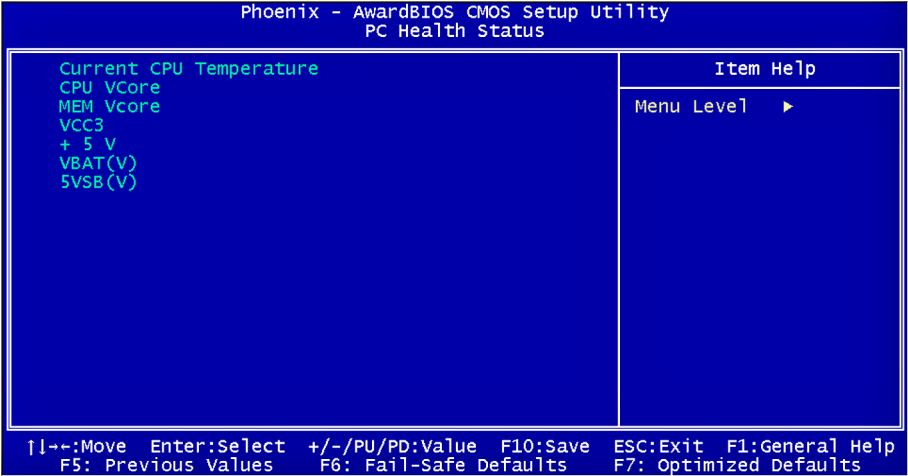 Phoenix - AwardBIOS CMOS Setup Utility
PC Health Status
Current CPU Temperature
CPU VCore
MEM Vcore
VCC3
+ 5 V
VBAT(V)
5VSB(V)
Item Help
Menu Level ►
↑↓→←:Move Enter:Select +/-/PU/PD:Value F10:Save ESC:Exit F1:General Help
F5: Previous Values F6: Fail-Safe Defaults F7: Optimized Defaults